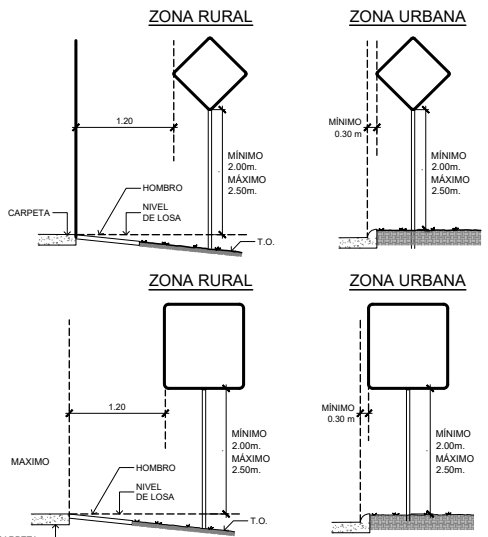 ZONA RURAL
ZONA URBANA
1.20
MÍNIMO
0.30 m
MÍNIMO
2.00m.
MÁXIMO
2.50m.
MÍNIMO
2.00m.
MÁXIMO
2.50m.
HOMBRO
CARPETA
NIVEL
DE LOSA
T.O.
ZONA RURAL
ZONA URBANA
1.20
MÍNIMO
0.30 m
MÍNIMO
2.00m.
MÁXIMO
2.50m.
MÍNIMO
2.00m.
MÁXIMO
2.50m.
MAXIMO
HOMBRO
NIVEL
DE LOSA
T.O.